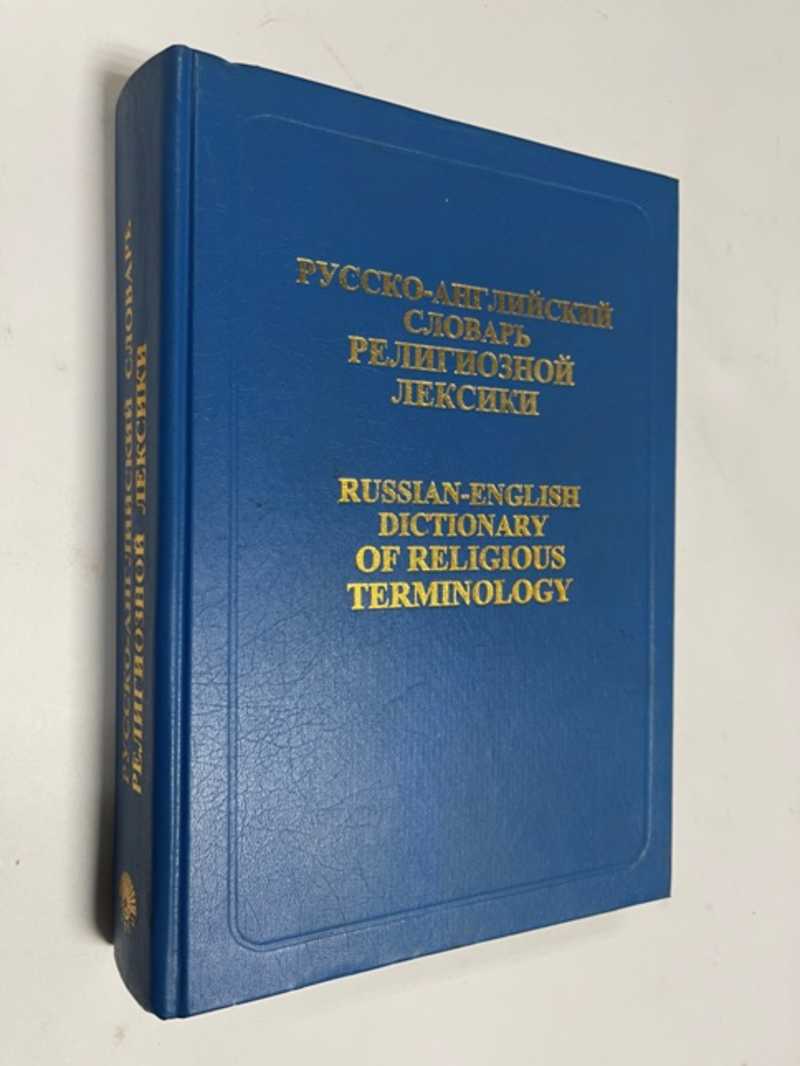 РУССКО-АНГЛИЙСКИЙ
СЛОВАРЬ
РЕЛИГИОЗНОЙ
ЛЕКСИКИ
RUSSIAN-ENGLISH
DICTIONARY
OF RELIGIOUS
TERMINOLOGY
РУССКО-АНГЛИЙСКИЙ СЛОВАРЬ
РЕЛИГИОЗНОЙ ЛЕКСИКИ